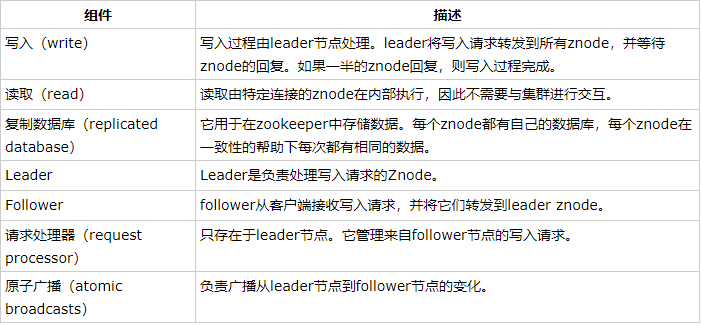 组件 描述
写入（write） 写入过程由leader节点处理。leader将写入请求转发到所有znode，并等待
znode的回复。如果一半的znode回复，则写入过程完成。
读取（read） 读取由特定连接的znode在内部执行，因此不需要与集群进行交互。
复制数据库（replicated 它用于在zookeeper中存储数据。每个znode都有自己的数据库，每个znode在
database） 一致性的帮助下每次都有相同的数据。
Leader Leader是负责处理写入请求的Znode。
Follower follower从客户端接收写入请求，并将它们转发到leader znode。
请求处理器（request 只存在于leader节点。它管理来自follower节点的写入请求。
processor）
原子广播（atomic 负责广播从leader节点到follower节点的变化。
broadcasts）